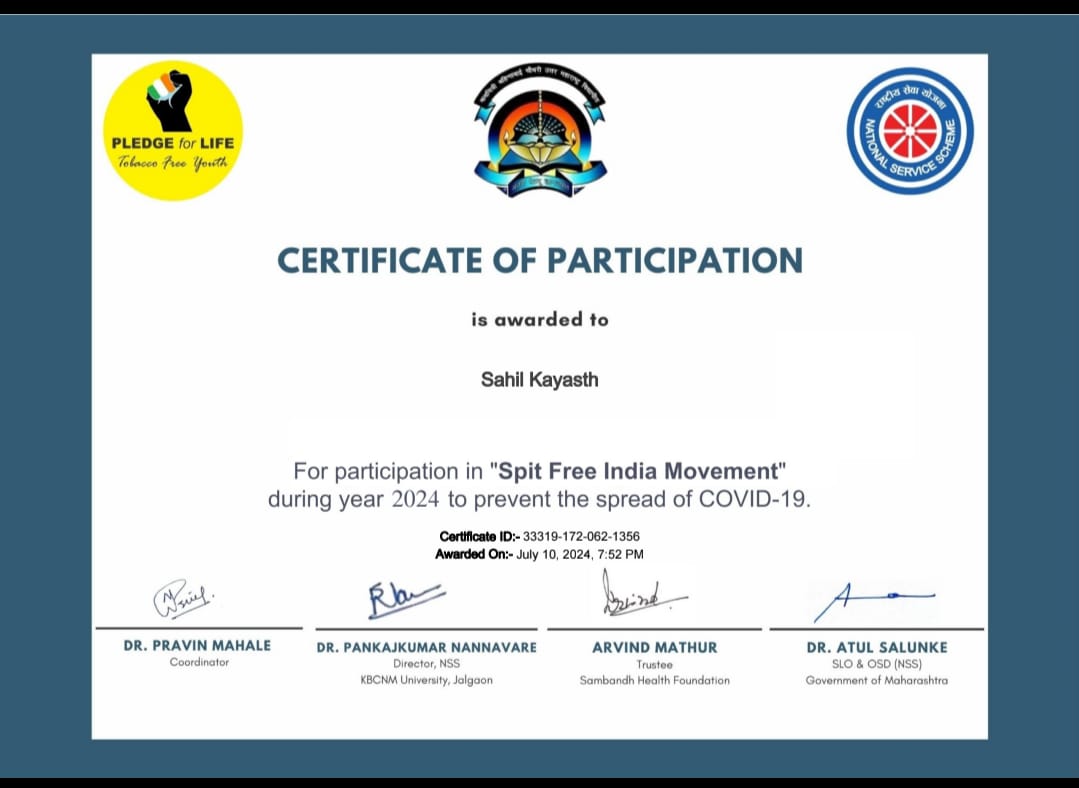 PLEDGE for LIFE
Tobacco Free Youth
राष्ट्रीय सेवा योजना
NATIONAL SERVICE SCHEME
CERTIFICATE OF PARTICIPATION
is awarded to
Sahil Kayasth
For participation in "Spit Free India Movement"
during year 2024 to prevent the spread of COVID-19.
Certificate ID:- 33319-172-062-1356
Awarded On:- July 10, 2024, 7:52 PM
DR. PRAVIN MAHALE
Coordinator
DR. PANKAJKUMAR NANNAVARE
Director, NSS
KBCNM University, Jalgaon
ARVIND MATHUR
Trustee
Sambandh Health Foundation
DR. ATUL SALUNKE
SLO & OSD (NSS)
Government of Maharashtra